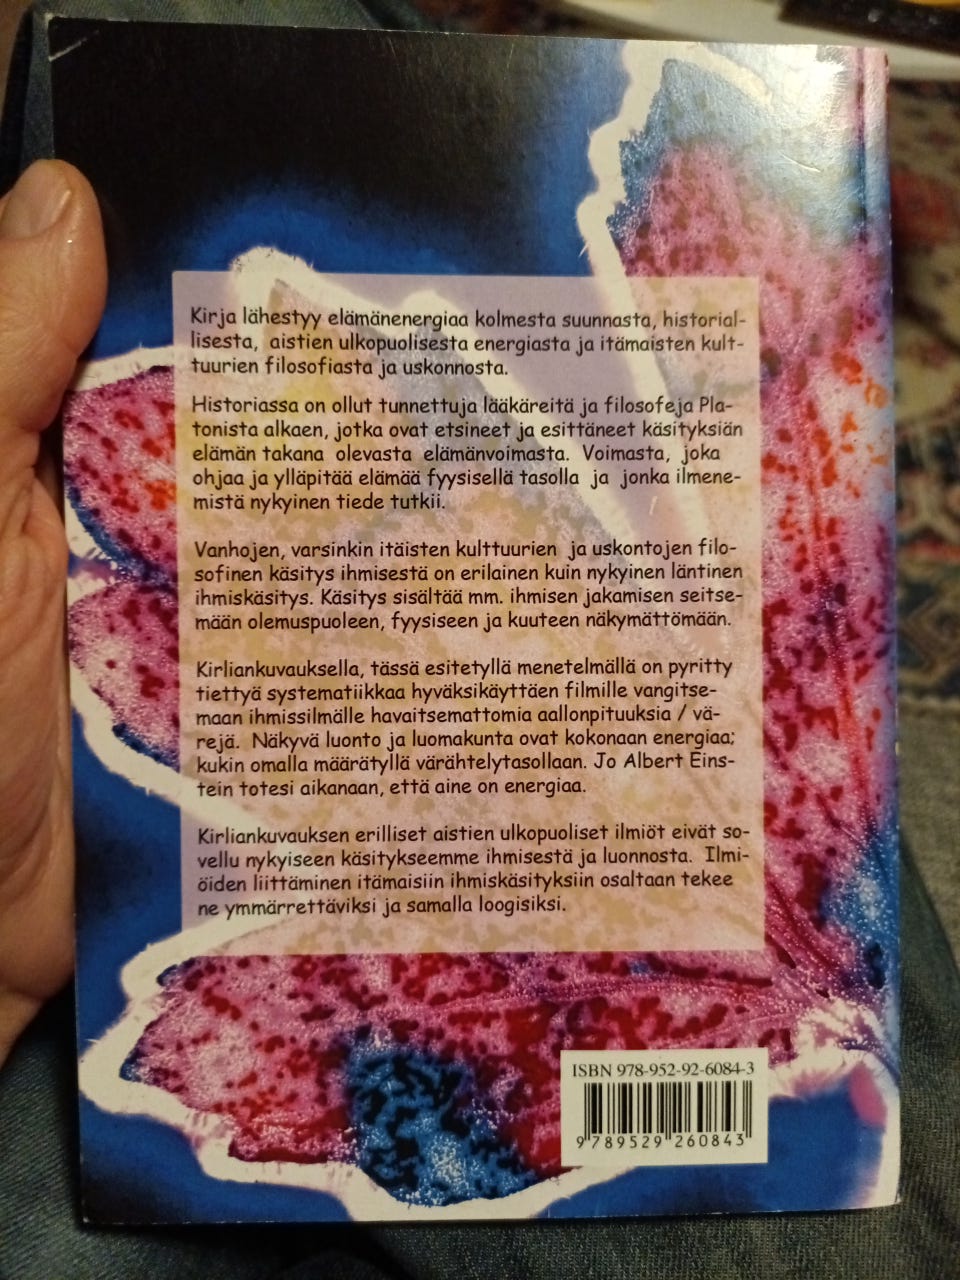 Kirja lähestyy elämänenergiaa kolmesta suunnasta, historial-
lisesta, aistien ulkopuolisesta energiasta ja itämaisten kult-
tuurien filosofiasta ja uskonnosta.
Historiassa on ollut tunnettuja lääkäreitä ja filosofeja Pla-
tonista alkaen, jotka ovat etsineet ja esittäneet käsityksiän
elämän takana olevasta elämänvoimasta. Voimasta, joka
ohjaa ja ylläpitää elämää fyysisellä tasolla ja jonka ilmene-
mistä nykyinen tiede tutkii.
Vanhojen, varsinkin itäisten kulttuurien ja uskontojen filo-
sofinen käsitys ihmisestä on erilainen kuin nykyinen läntinen
ihmiskäsitys. Käsitys sisältää mm. ihmisen jakamisen seitse-
mään olemuspuoleen, fyysiseen ja kuuteen näkymättömään.
Kirliankuvauksella, tässä esitetyllä menetelmällä on pyritty
tiettyä systematiikkaa hyväksikäyttäen filmille vangitse-
maan ihmissilmälle havaitsemattomia aallonpituuksia / vä-
rejä. Näkyvä luonto ja luomakunta ovat kokonaan energiaa;
kukin omalla määrätyllä värähtelytasollaan. Jo Albert Eins-
tein totesi aikanaan, että aine on energiaa.
Kirliankuvauksen erilliset aistien ulkopuoliset ilmiöt eivät so-
vellu nykyiseen käsitykseemme ihmisestä ja luonnosta. Ilmi-
öiden liittäminen itämaisiin ihmiskäsityksiin osaltaan tekee
ne ymmärrettäviksi ja samalla loogisiksi.
ISBN 978-952-92-6084-3
9 789529 260843